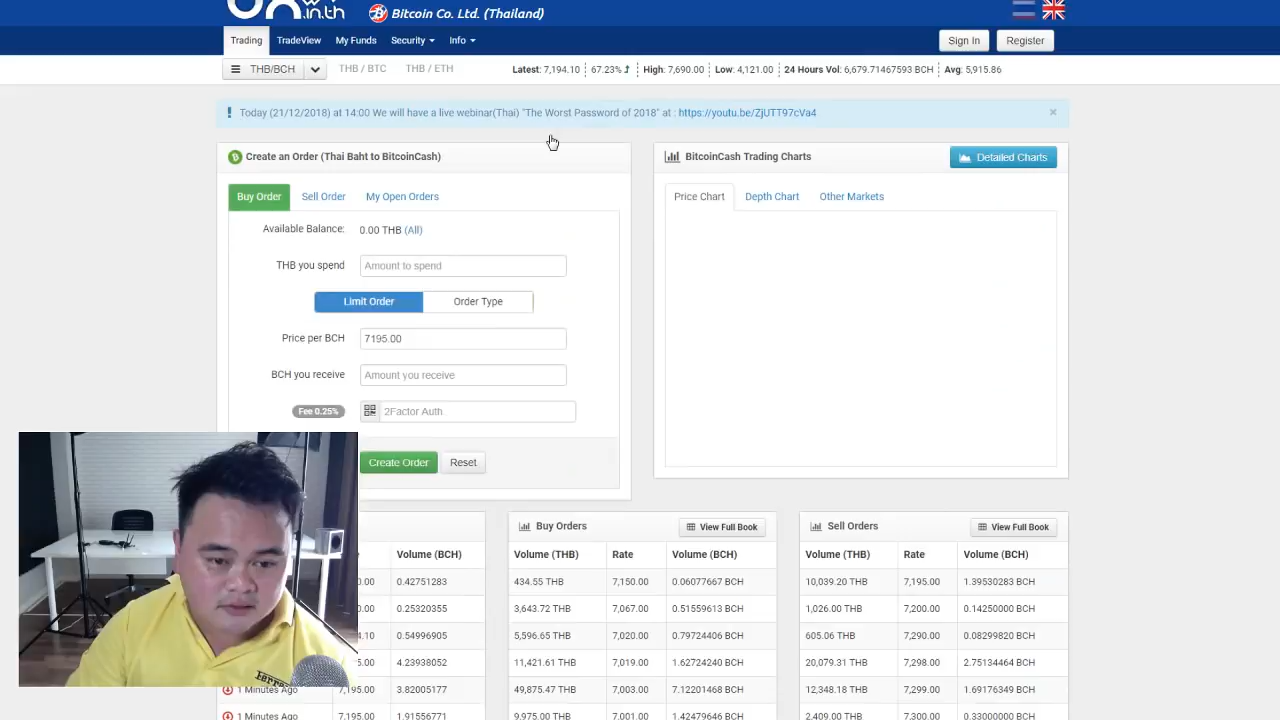 in.th
Bitcoin Co. Ltd. (Thailand)
Trading TradeView My Funds Security Info Sign In Register
THB/BCH THB / BTC THB / ETH Latest: 7,194.10 67.23% High: 7,690.00 Low: 4,121.00 24 Hours Vol: 6,679.71467593 BCH Avg: 5,915.86
Today (21/12/2018) at 14:00 We will have a live webinar(Thai) "The Worst Password of 2018" at : https://youtu.be/ZjUTT97cVa4 ×
Create an Order (Thai Baht to BitcoinCash)
Buy Order Sell Order My Open Orders
Available Balance: 0.00 THB (All)
THB you spend Amount to spend
Limit Order Order Type
Price per BCH 7195.00
BCH you receive Amount you receive
Fee 0.25% 2Factor Auth
Create Order Reset
BitcoinCash Trading Charts Detailed Charts
Price Chart Depth Chart Other Markets
Volume (BCH)
0.42751283
0.25320355
0.54996905
4.23938052
1 Minutes Ago 7,195.00 3.82005177
1 Minutes Ago 7,195.00 1.91556771
Buy Orders View Full Book
Volume (THB) Rate Volume (BCH)
434.55 THB 7,150.00 0.06077667 BCH
3,643.72 THB 7,067.00 0.51559613 BCH
5,596.65 THB 7,020.00 0.79724406 BCH
11,421.61 THB 7,019.00 1.62724240 BCH
49,875.47 THB 7,003.00 7.12201468 BCH
9,975.00 THB 7,001.00 1.42479646 BCH
Sell Orders View Full Book
Volume (THB) Rate Volume (BCH)
10,039.20 THB 7,195.00 1.39530283 BCH
1,026.00 THB 7,200.00 0.14250000 BCH
605.06 THB 7,290.00 0.08299820 BCH
20,079.31 THB 7,298.00 2.75134464 BCH
12,348.18 THB 7,299.00 1.69176349 BCH
2,409.00 THB 7,300.00 0.33000000 BCH